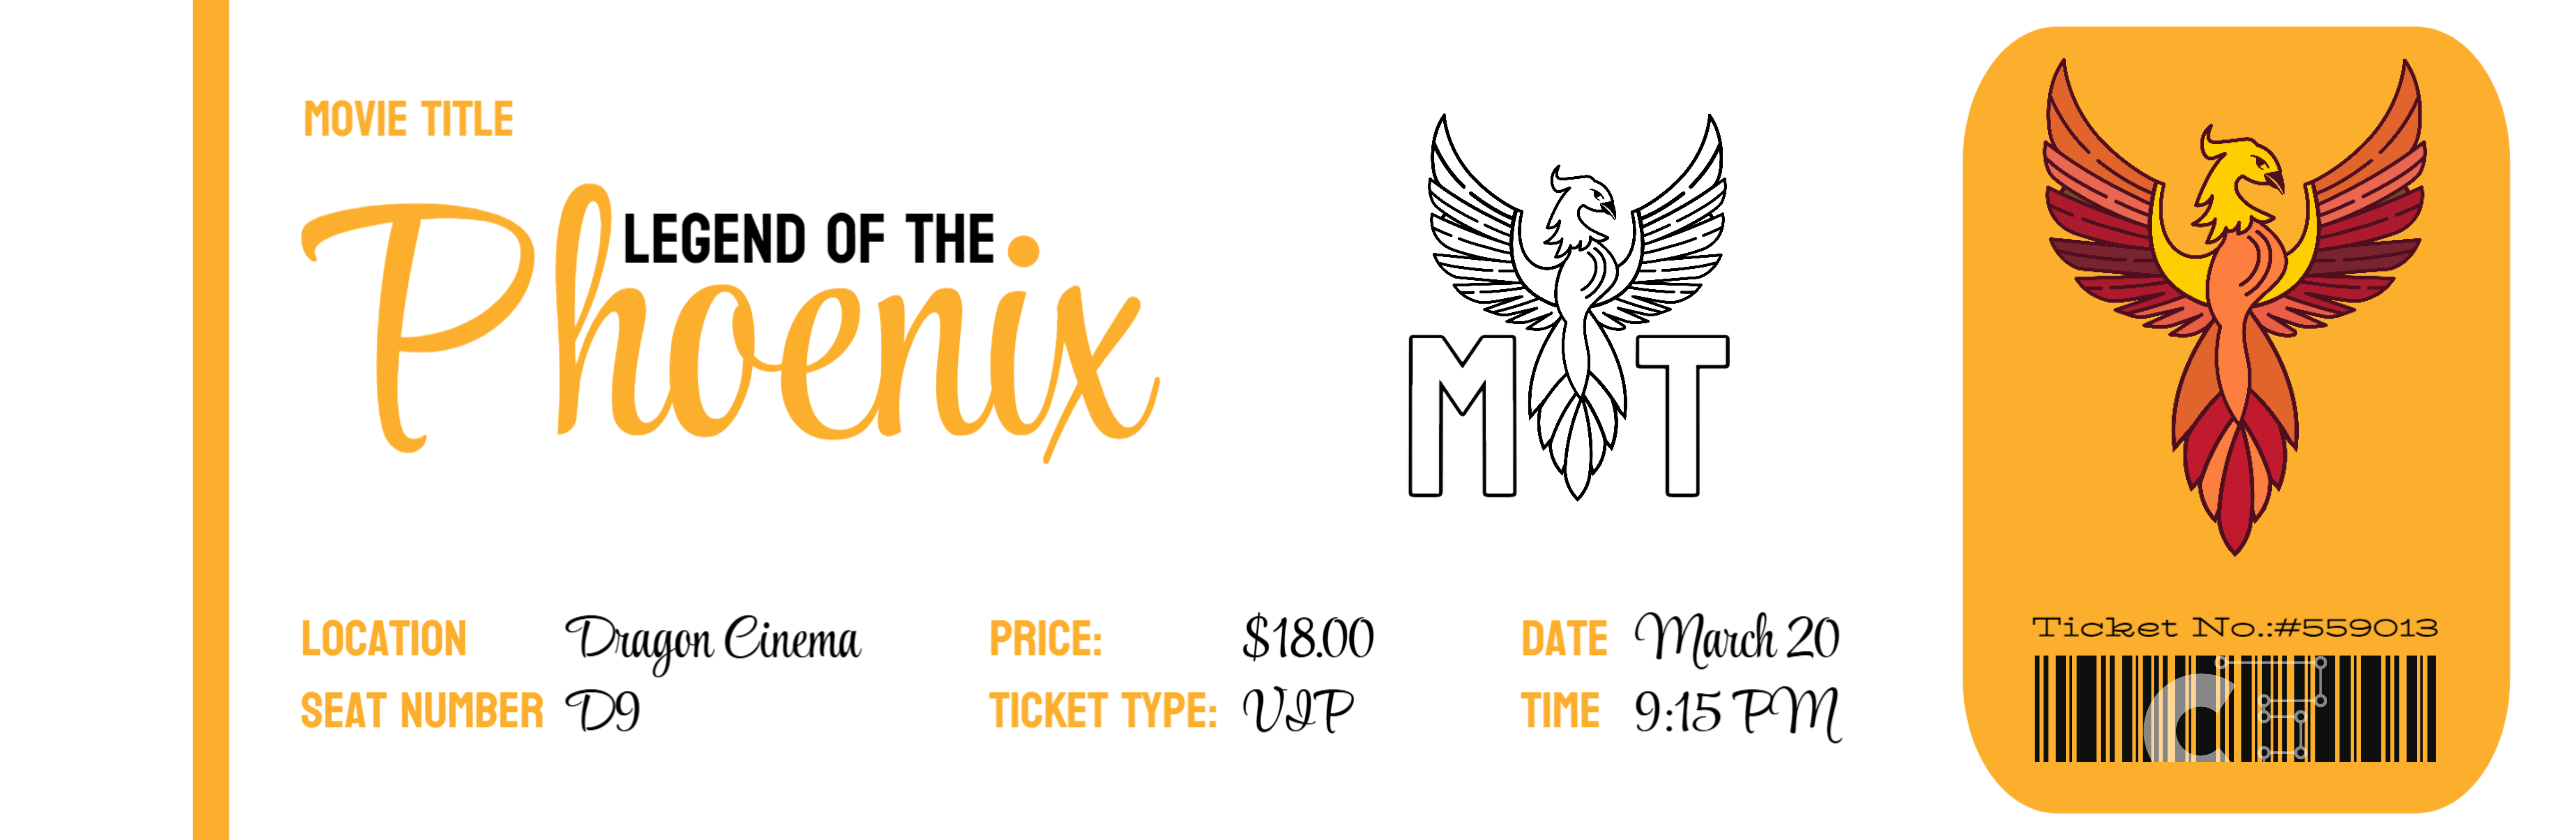 MOVIE TITLE
LEGEND OF THE
Phoenix
M T
LOCATION Dragon Cinema PRICE: $18.00 DATE March 20
SEAT NUMBER D9 TICKET TYPE: VIP TIME 9:15 PM
Ticket No.:#559013